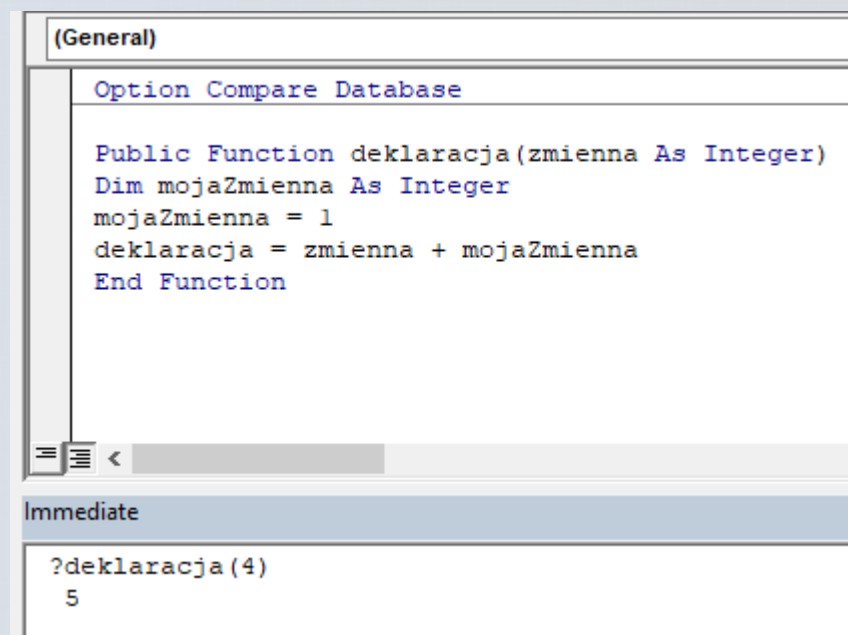 (General)
Option Compare Database
Public Function deklaracja(zmienna As Integer)
Dim mojaZmienna As Integer
mojaZmienna = 1
deklaracja = zmienna + mojaZmienna
End Function
Immediate
?deklaracja(4)
5